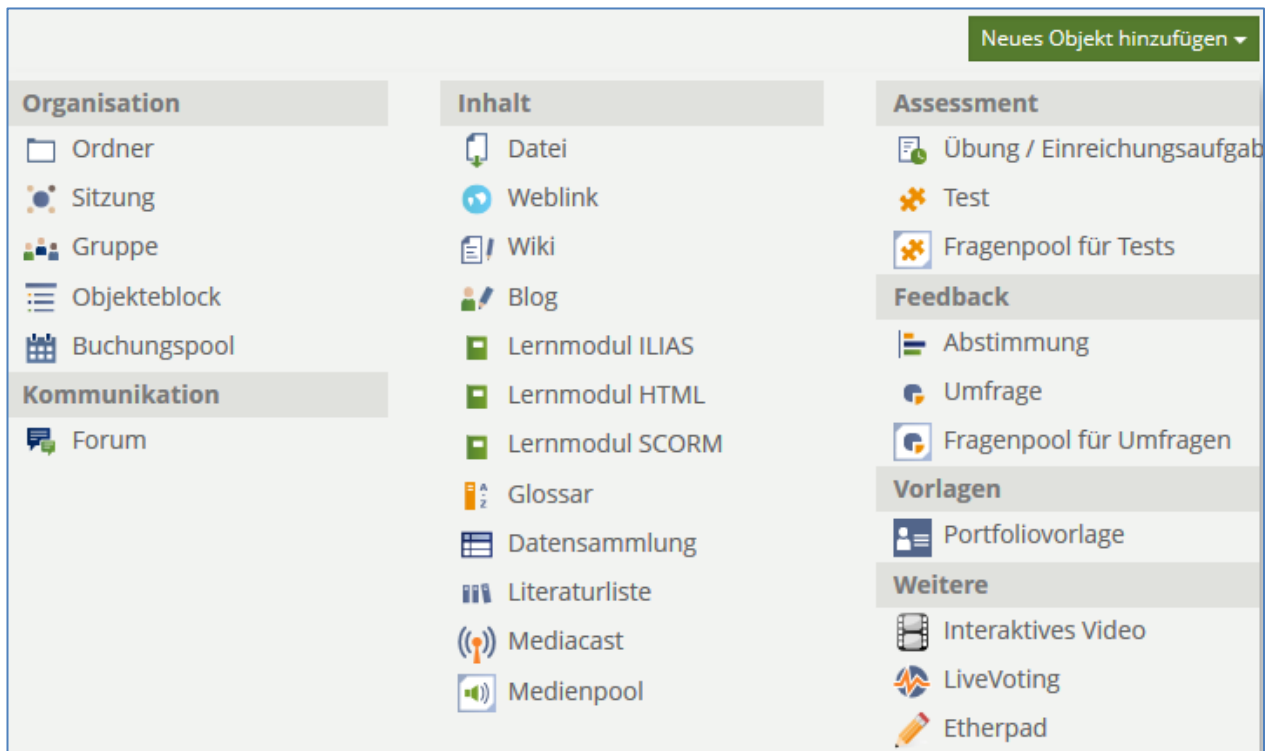 Neues Objekt hinzufügen
Organisation
Ordner
Sitzung
Gruppe
Objekteblock
Buchungspool
Kommunikation
Forum
Inhalt
Datei
Weblink
Wiki
Blog
Lernmodul ILIAS
Lernmodul HTML
Lernmodul SCORM
Glossar
Datensammlung
Literaturliste
Mediacast
Medienpool
Assessment
Übung / Einreichungsaufgab
Test
Fragenpool für Tests
Feedback
Abstimmung
Umfrage
Fragenpool für Umfragen
Vorlagen
Portfoliovorlage
Weitere
Interaktives Video
LiveVoting
Etherpad